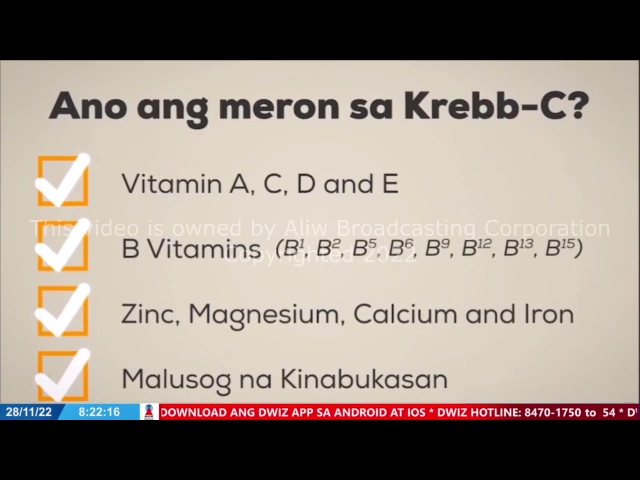 Ano ang meron sa Krebb-C?
Vitamin A, C, D and E
This video is owned by Aliw Broadcasting Corporation
B Vitamins (B¹, B², B⁵, B⁶, B⁹, B¹², B¹³, B¹⁵)
Copyrighted 2022
Zinc, Magnesium, Calcium and Iron
Malusog na Kinabukasan
28/11/22 8:22:16 DOWNLOAD ANG DWIZ APP SA ANDROID AT IOS * DWIZ HOTLINE: 8470-1750 to 54 *